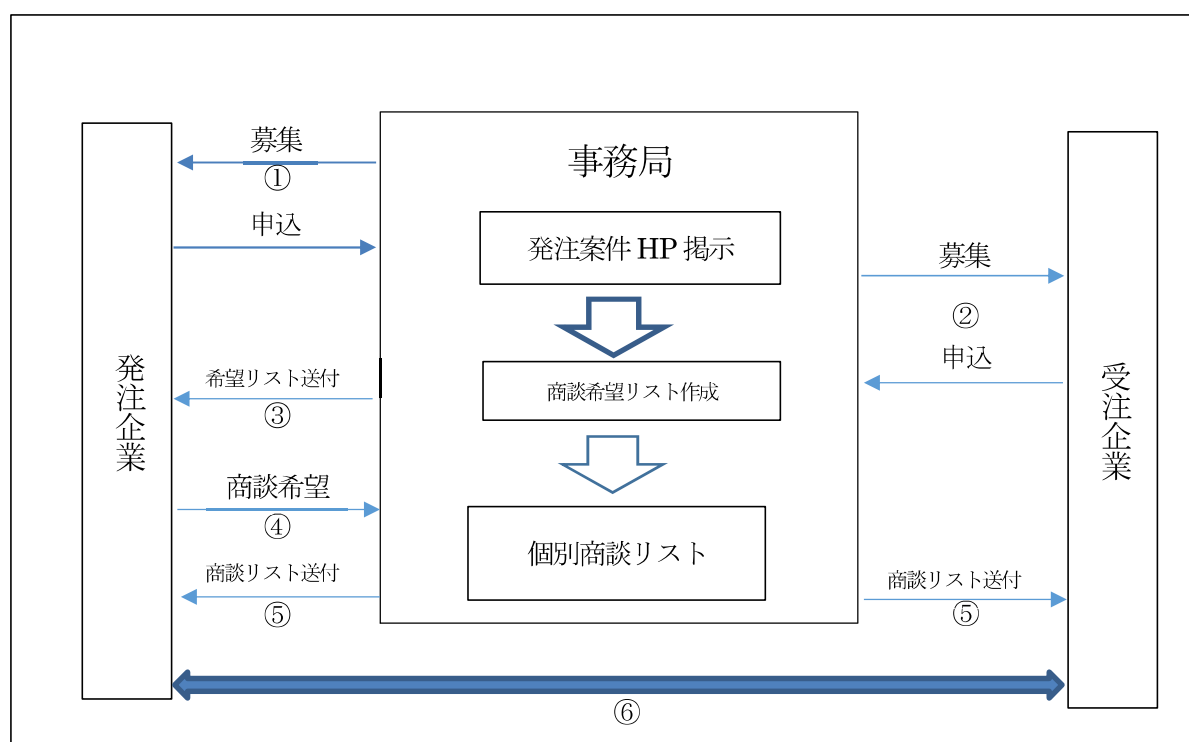 事務局
募集
①
申込
発注案件 HP 掲示
募集
②
申込
発注企業
受注企業
希望リスト送付
③
商談希望リスト作成
商談希望
④
個別商談リスト
商談リスト送付
⑤
商談リスト送付
⑤
⑥